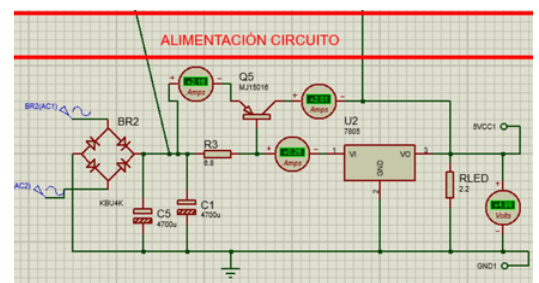 ALIMENTACIÓN CIRCUITO
Q5
MJ15016
Amps
Amps
BR2(AC1)
BR2
U2
7805
5VCC1
R3
6.8
Amps
1
VI
VO
3
GND
2
RLED
2.2
AC2)
KBU4K
C5
4700u
C1
4700u
Volts
GND1